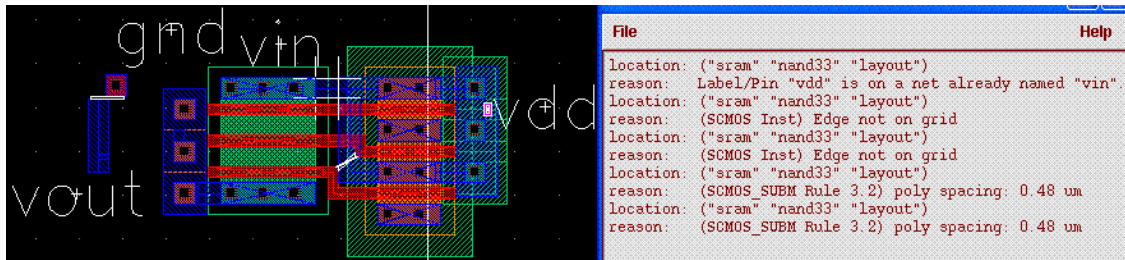 gnd
vin
vdd
vout
File Help
location: ("sram" "nand33" "layout")
reason: Label/Pin "vdd" is on a net already named "vin".
location: ("sram" "nand33" "layout")
reason: (SCMOS Inst) Edge not on grid
location: ("sram" "nand33" "layout")
reason: (SCMOS Inst) Edge not on grid
location: ("sram" "nand33" "layout")
reason: (SCMOS_SUBM Rule 3.2) poly spacing: 0.48 um
location: ("sram" "nand33" "layout")
reason: (SCMOS_SUBM Rule 3.2) poly spacing: 0.48 um